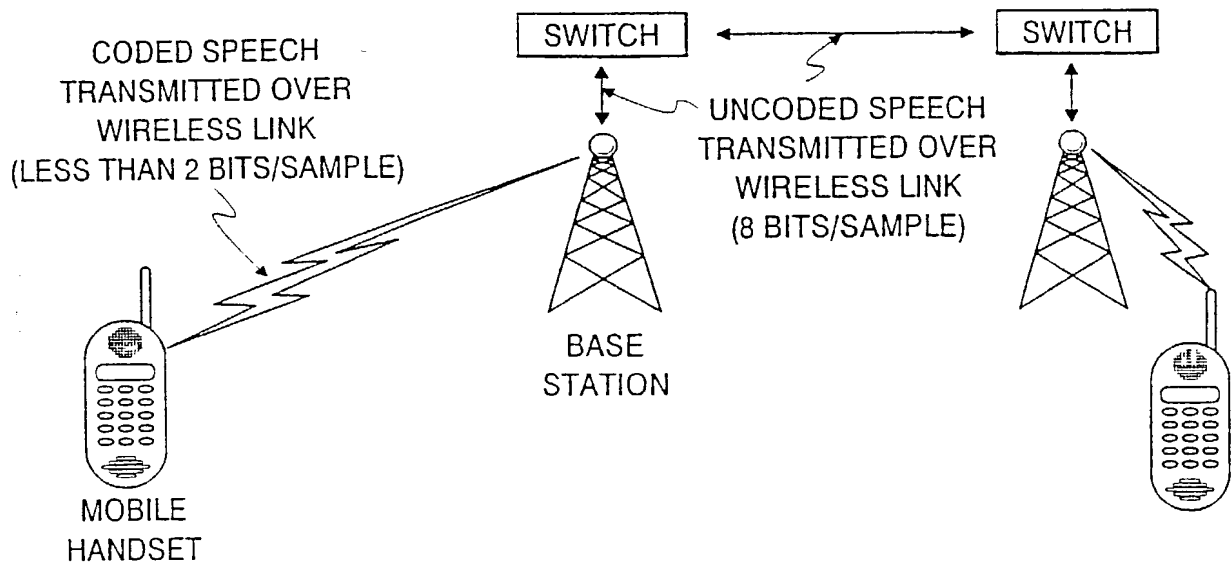 SWITCH
SWITCH
CODED SPEECH
TRANSMITTED OVER
WIRELESS LINK
(LESS THAN 2 BITS/SAMPLE)
UNCODED SPEECH
TRANSMITTED OVER
WIRELESS LINK
(8 BITS/SAMPLE)
BASE
STATION
MOBILE
HANDSET